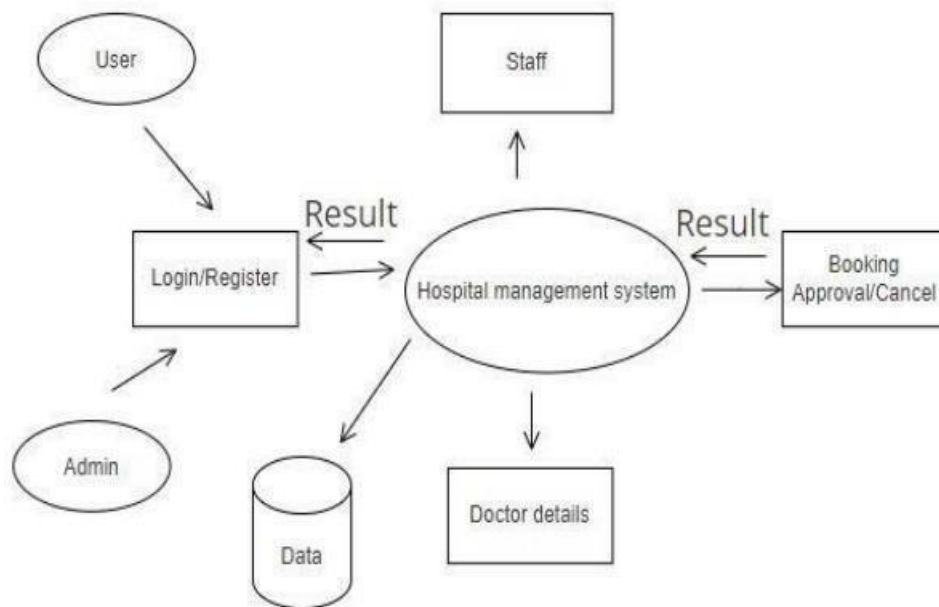 User
Staff
Result
Result
Login/Register
Hospital management system
Booking
Approval/Cancel
Admin
Data
Doctor details